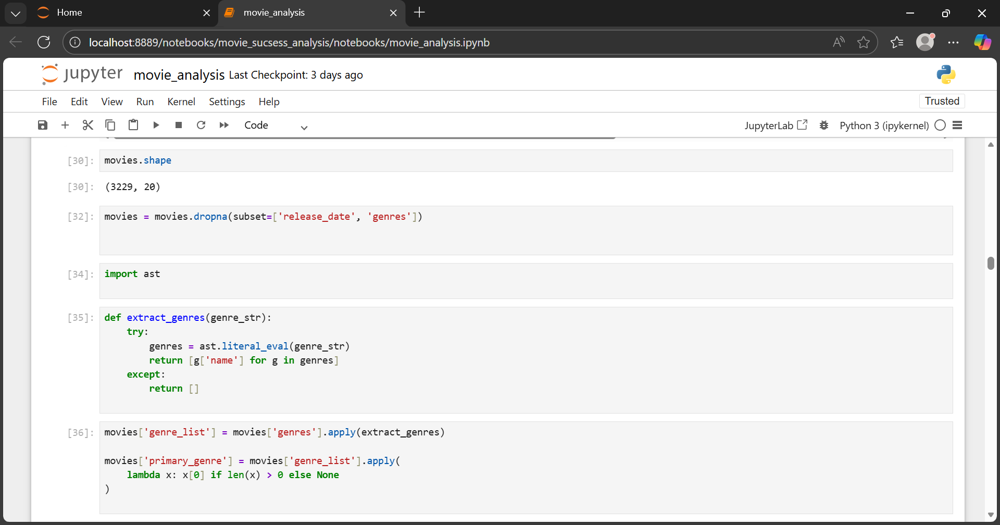 Home
movie_analysis
localhost:8889/notebooks/movie_sucsess_analysis/notebooks/movie_analysis.ipynb
jupyter movie_analysis Last Checkpoint: 3 days ago
File Edit View Run Kernel Settings Help
Trusted
Code
JupyterLab
Python 3 (ipykernel)
[30]: movies.shape
[30]: (3229, 20)
[32]: movies = movies.dropna(subset=['release_date', 'genres'])
[34]: import ast
[35]: def extract_genres(genre_str):
    try:
        genres = ast.literal_eval(genre_str)
        return [g['name'] for g in genres]
    except:
        return []
[36]: movies['genre_list'] = movies['genres'].apply(extract_genres)
movies['primary_genre'] = movies['genre_list'].apply(
    lambda x: x[0] if len(x) > 0 else None
)